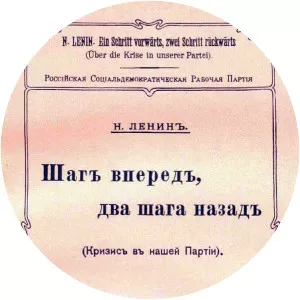 N. LENIN. Ein Schritt vorwärts, zwei Schritt rückwärts
(Über die Krise in unserer Partei).
Россійская Соціальдемократическая Рабочая Партія
Н. ЛЕНИНЪ.
Шагъ впередъ,
два шага назадъ
(Кризисъ въ нашей Партіи).